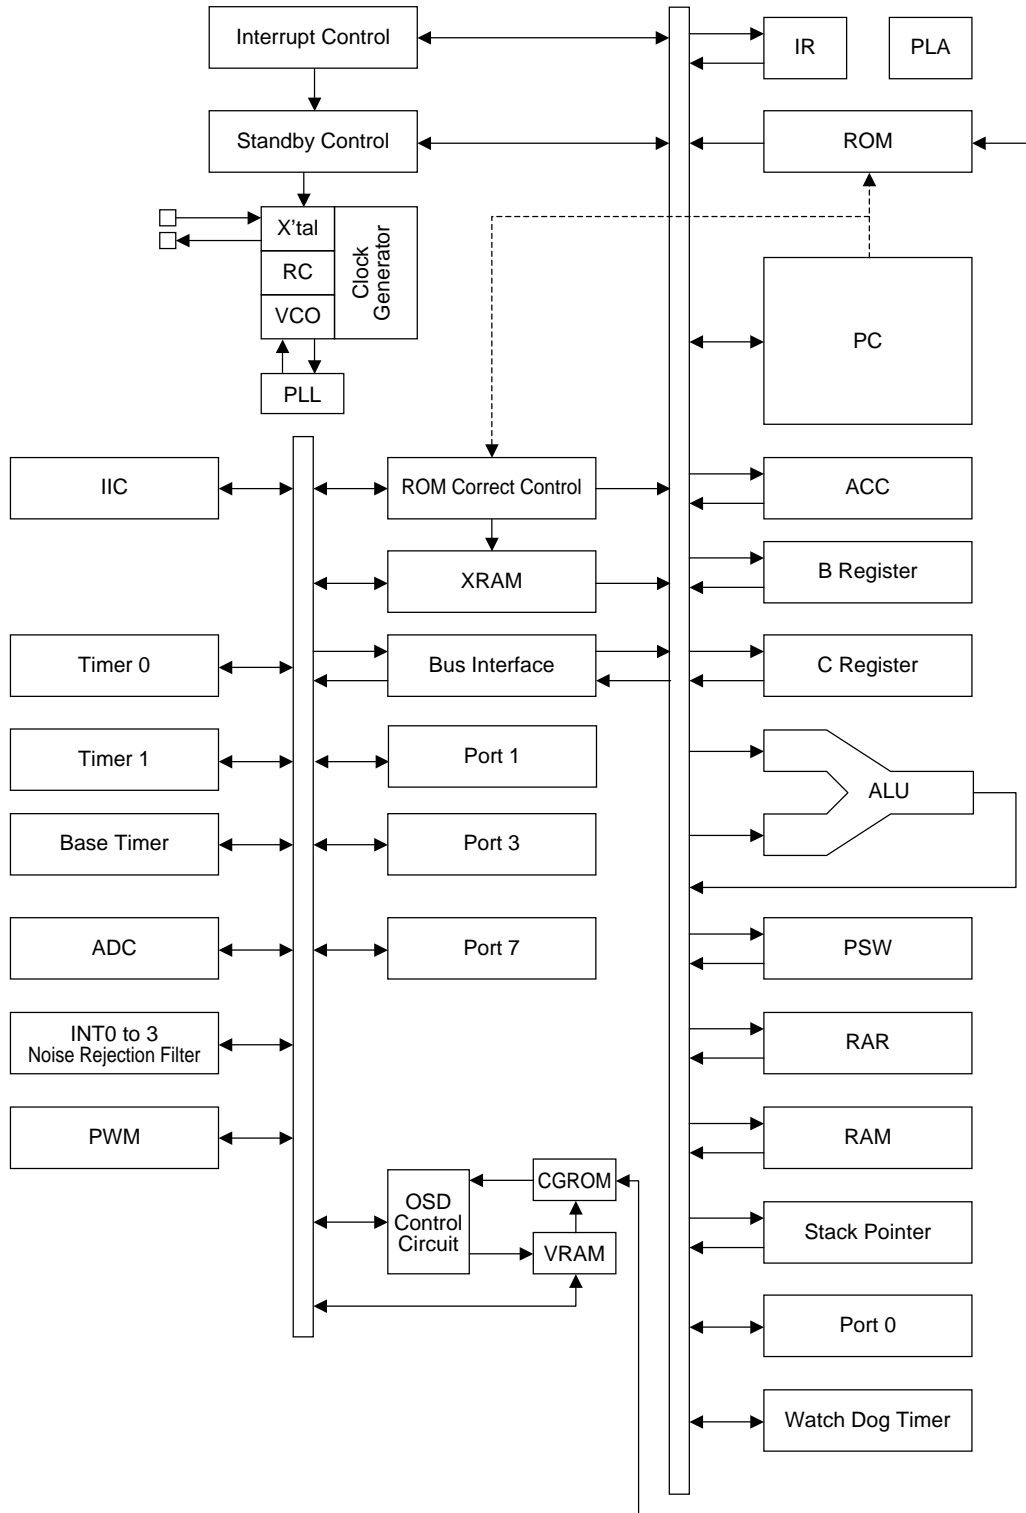 Interrupt Control
IR
PLA
Standby Control
ROM
X'tal
RC
VCO
Clock
Generator
PC
PLL
IIC
ROM Correct Control
ACC
XRAM
B Register
Timer 0
Bus Interface
C Register
Timer 1
Port 1
ALU
Base Timer
Port 3
ADC
Port 7
PSW
INT0 to 3
Noise Rejection Filter
RAR
PWM
RAM
OSD
Control
Circuit
CGROM
VRAM
Stack Pointer
Port 0
Watch Dog Timer